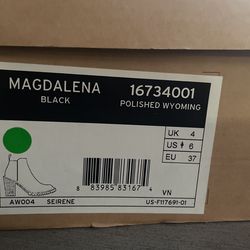 MAGDALENA 16734001
BLACK POLISHED WYOMING
UK 4
US 6
EU 37
8 83985 83167 4
VN
AW004 SEIRENE US-F117691-01